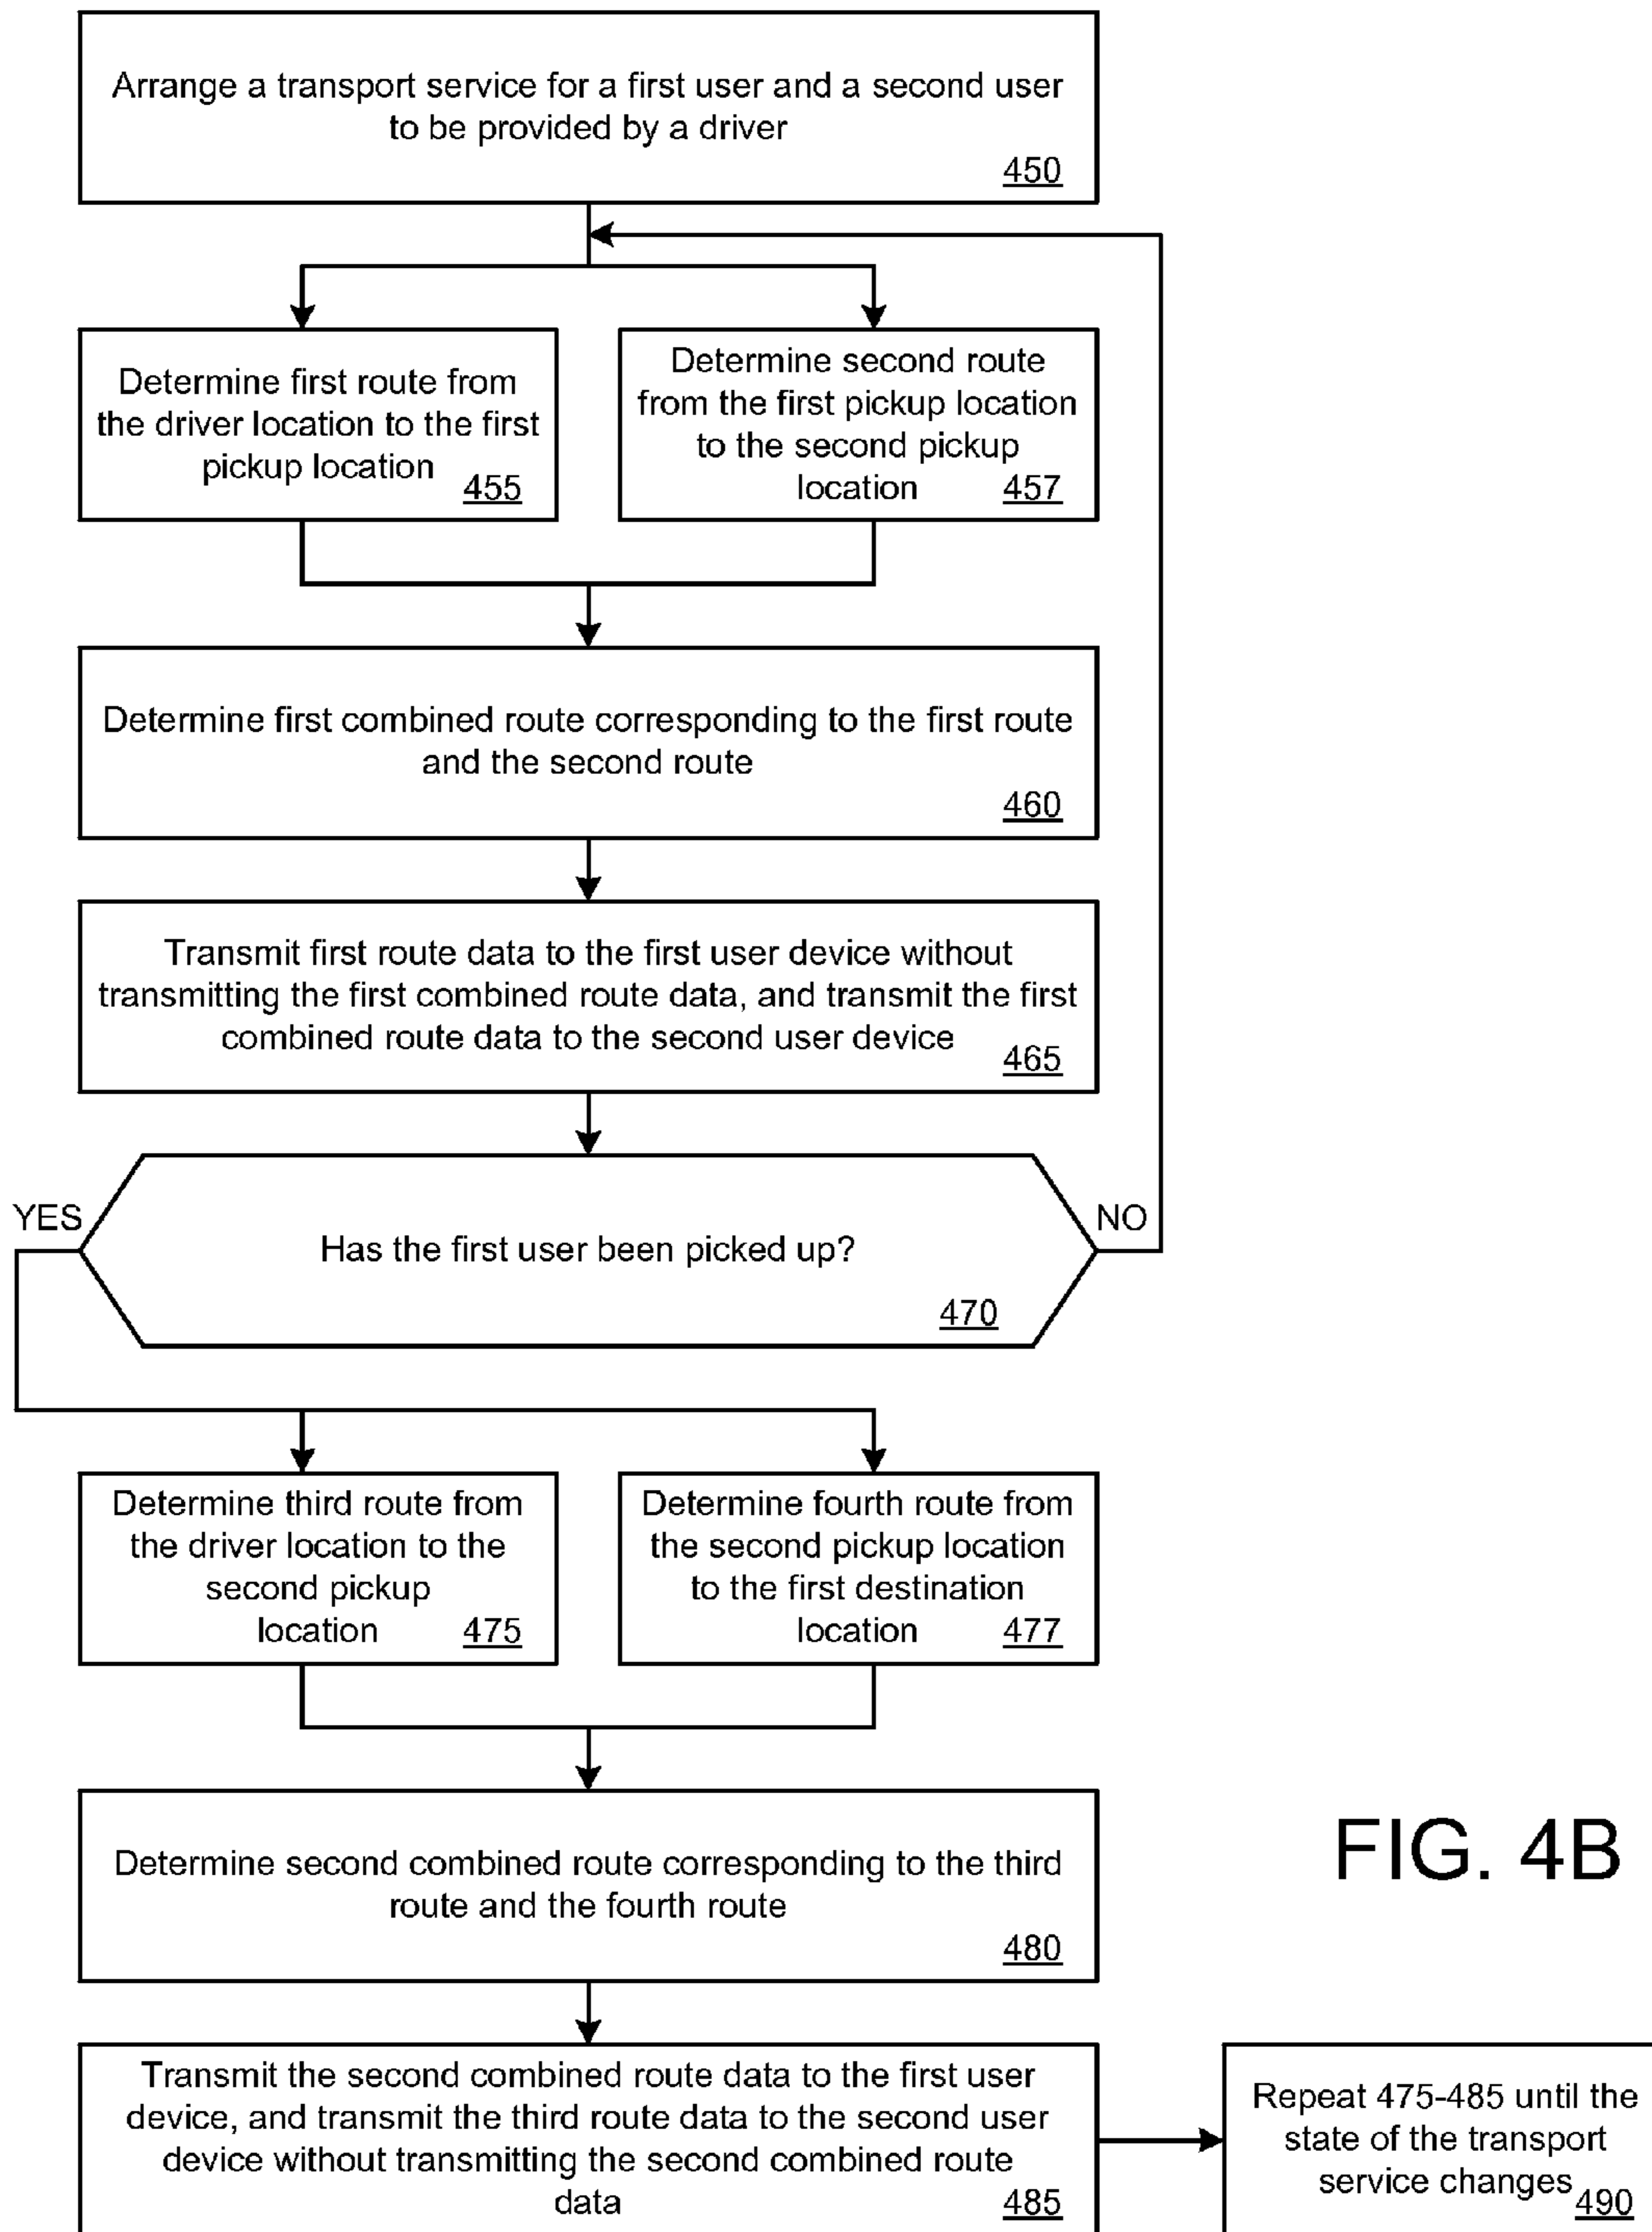 Arrange a transport service for a first user and a second user
to be provided by a driver
450
Determine first route from
the driver location to the first
pickup location
455
Determine second route
from the first pickup location
to the second pickup
location
457
Determine first combined route corresponding to the first route
and the second route
460
Transmit first route data to the first user device without
transmitting the first combined route data, and transmit the first
combined route data to the second user device
465
YES
Has the first user been picked up?
NO
470
Determine third route from
the driver location to the
second pickup
location
475
Determine fourth route from
the second pickup location
to the first destination
location
477
Determine second combined route corresponding to the third
route and the fourth route
480
FIG. 4B
Transmit the second combined route data to the first user
device, and transmit the third route data to the second user
device without transmitting the second combined route
data
485
Repeat 475-485 until the
state of the transport
service changes
490